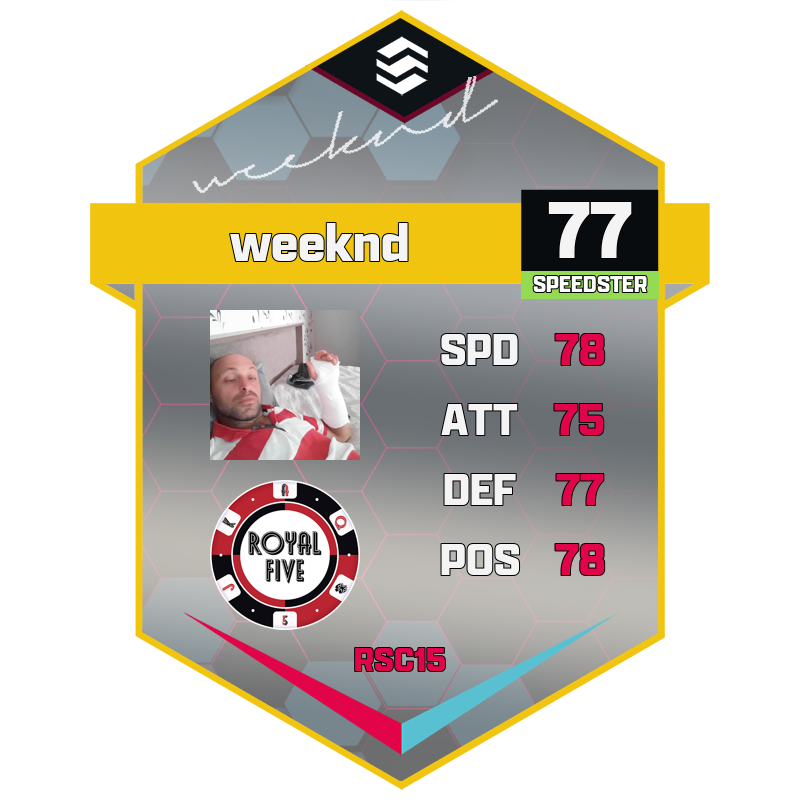 weeknd
weeknd
77
SPEEDSTER
SPD 78
ATT 75
DEF 77
POS 78
A
K
Q
ROYAL
FIVE
J
5
RSC15